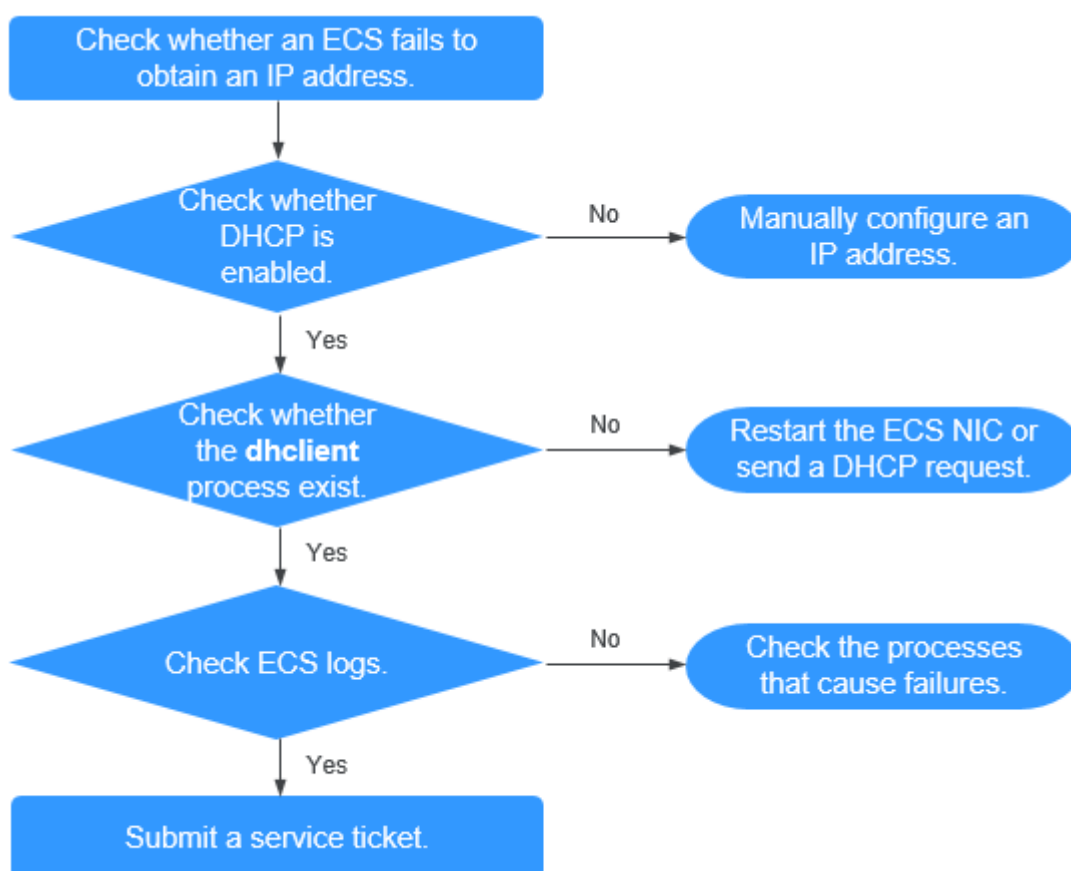 Check whether an ECS fails to
obtain an IP address.
Check whether
DHCP is
enabled.
No
Manually configure an
IP address.
Yes
Check whether
the dhclient
process exist.
No
Restart the ECS NIC or
send a DHCP request.
Yes
Check ECS logs.
No
Check the processes
that cause failures.
Yes
Submit a service ticket.